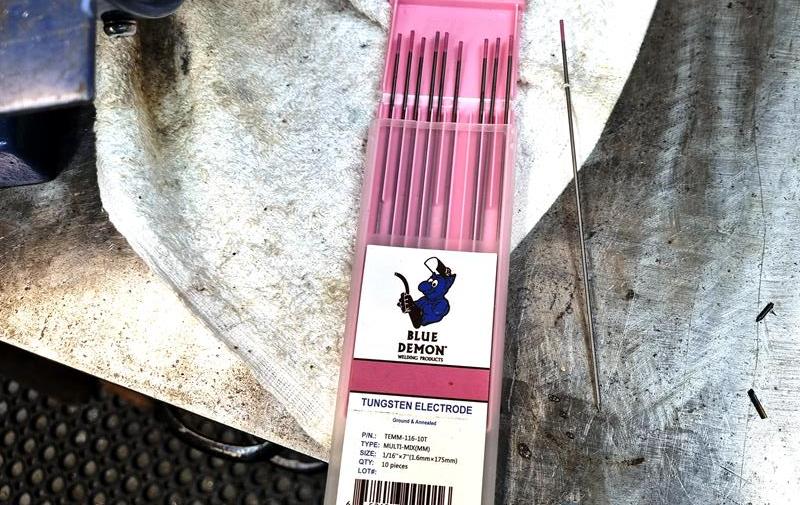 BLUE
DEMON
WELDING PRODUCTS
TUNGSTEN ELECTRODE
Ground & Annealed
P/N.: TEMM-116-10T
TYPE: MULTI-MIX(MM)
SIZE: 1/16"×7"(1.6mm×175mm)
QTY: 10 pieces
LOT#: